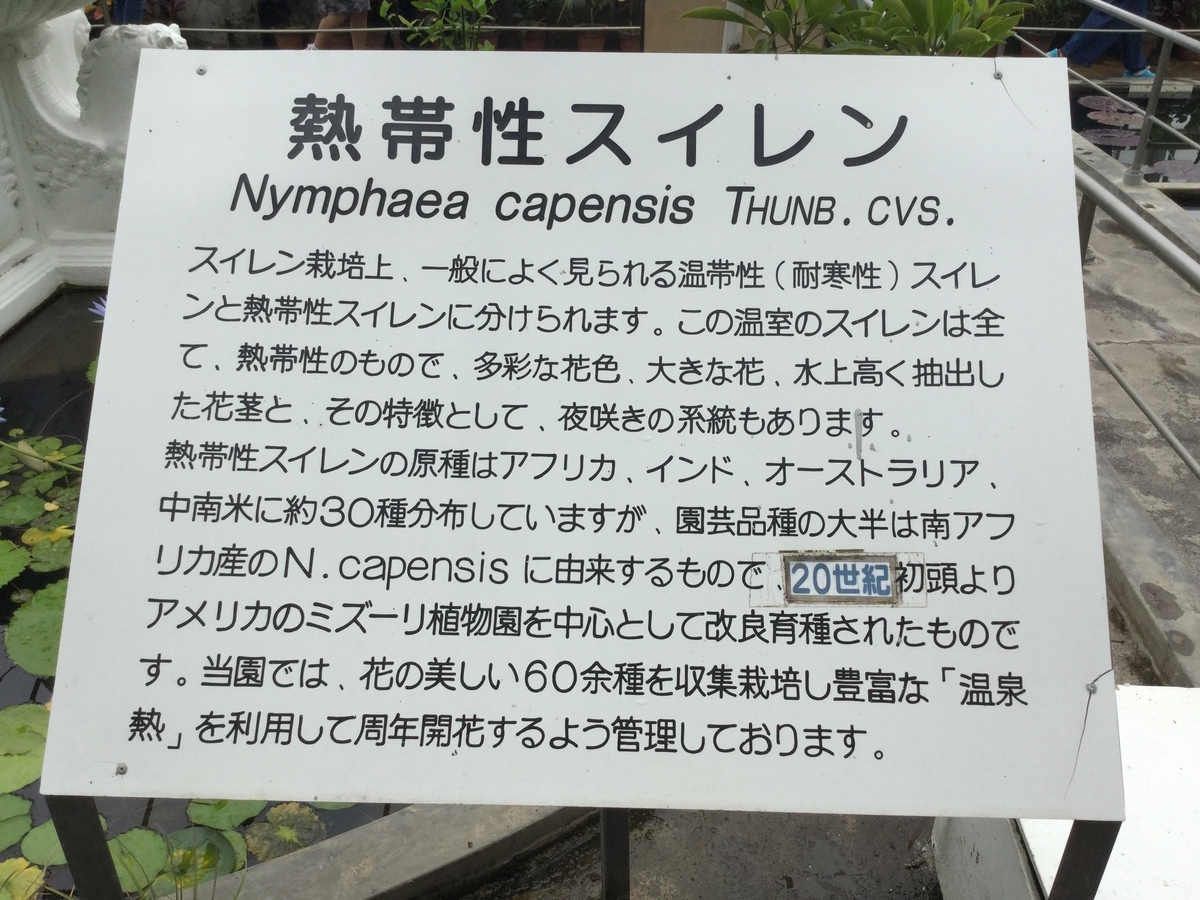 熱帯性スイレン
Nymphaea capensis THUNB. CVS.
スイレン栽培上、一般によく見られる温帯性(耐寒性)スイレ
ンと熱帯性スイレンに分けられます。この温室のスイレンは全
て、熱帯性のもので、多彩な花色、大きな花、水上高く抽出し
た花茎と、その特徴として、夜咲きの系統もあります。
熱帯性スイレンの原種はアフリカ、インド、オーストラリア、
中南米に約30種分布していますが、園芸品種の大半は南アフ
リカ産のN.capensisに由来するもので、20世紀初頭より
アメリカのミズーリ植物園を中心として改良育種されたもので
す。当園では、花の美しい60余種を収集栽培し豊富な「温泉
熱」を利用して周年開花するよう管理しております。